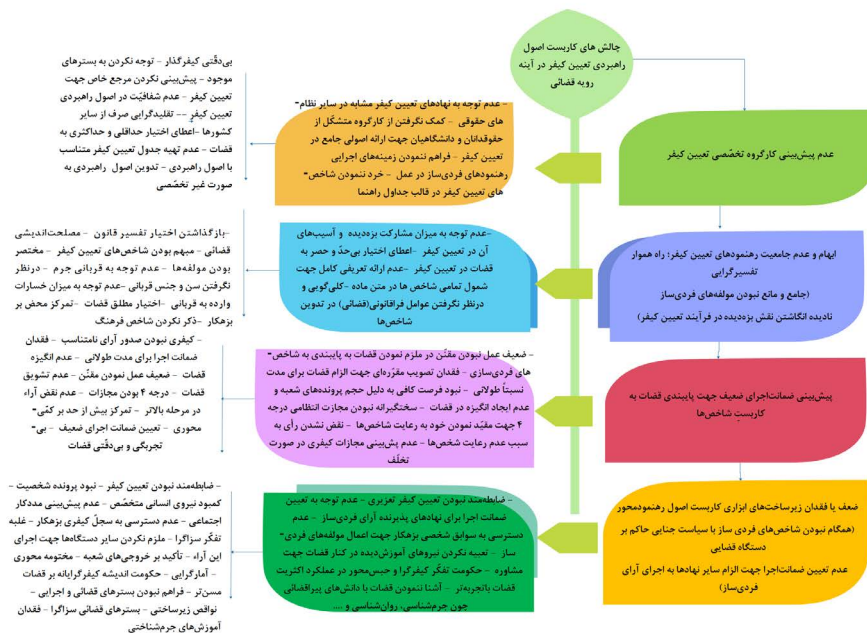 چالش های کاربست اصول
راهبردی تعیین کیفر در آینه
رویه قضائی
عدم پیش‌بینی کارگروه تخصّصی تعیین کیفر
- عدم توجه به نهادهای تعیین کیفر مشابه در سایر نظام-
های حقوقی - کمک نگرفتن از کارگروه متشکّل از
حقوقدانان و دانشگاهیان جهت ارائه اصولی جامع در
تعیین کیفر - فراهم ننمودن زمینه‌های اجرایی
رهنمودهای فردی‌ساز در عمل - خرد ننمودن شاخص-
های تعیین کیفر در قالب جداول راهنما
بی‌دقّتی کیفرگذار - توجه نکردن به بسترهای
موجود - پیش‌بینی نکردن مرجع خاص جهت
تعیین کیفر - عدم شفافیّت در اصول راهبردی
تعیین کیفر -- تقلیدگرایی صرف از سایر
کشورها -اعطای اختیار حداقلی و حداکثری به
قضات - عدم تهیه جدول تعیین کیفر متناسب
با اصول راهبردی - تدوین اصول راهبردی به
صورت غیر تخصّصی
ابهام و عدم جامعیت رهنمودهای تعیین کیفر؛ راه هموار
تفسیرگرایی
(جامع و مانع نبودن مولفه‌های فردی‌ساز
نادیده انگاشتن نقش بزه‌دیده در فرآیند تعیین کیفر)
-عدم توجه به میزان مشارکت بزه‌دیده و آسیب‌های
آن در تعیین کیفر -اعطای اختیار بی‌حدّ و حصر به
قضات در تعیین کیفر -عدم ارائه تعریفی کامل جهت
شمول تمامی شاخص ها در متن ماده -کلی‌گویی و
درنظر نگرفتن عوامل فراقانونی(قضائی) در تدوین
شاخص‌ها
-بازگذاشتن اختیار تفسیر قانون - مصلحت‌اندیشی
قضائی - مبهم بودن شاخص‌های تعیین کیفر - مختصر
بودن مولفه‌ها - عدم توجه به قربانی جرم - درنظر
نگرفتن سن و جنس قربانی -عدم توجه به میزان خسارات
وارده به قربانی -اختیار مطلق قضات -تمرکز محض بر
بزهکار -ذکر نکردن شاخص فرهنگ
پیش‌بینی ضمانت‌اجرای ضعیف جهت پایبندی قضات به
کاربستِ شاخص‌ها
- ضعیف عمل نبودن مقنّن در ملزم نمودن قضات به پایبندی به شاخص-
های فردی‌سازی - فقدان تصویب مقرّره‌ای جهت الزام قضات برای مدت
نسبتاً طولانی - نبود فرصت کافی به دلیل حجم پرونده‌های شعبه و
عدم ایجاد انگیزه در قضات - سختگیرانه نبودن مجازت انتظامی درجه
۴ جهت مقیّد نمودن خود به رعایت شاخص‌ها - نقض نشدن رأی به
سبب عدم رعایت شخص‌ها - عدم پش‌بینی مجازات کیفری در صورت
تخلّف
- کیفری نبودن صدور آرای نامتناسب - فقدان
ضمانت اجرا برای مدت طولانی - عدم انگیزه
قضات - ضعیف عمل نمودن مقنّن - عدم تشویق
قضات - درجه ۴ بودن مجازات - عدم نقض آراء
در مرحله بالاتر - تمرکز بیش از حد بر کمّی-
محوری - تعیین ضمانت اجرای ضعیف - بی-
تجربگی و بی‌دقّتی قضات
ضعف یا فقدان زیرساخت‌های ابزاری کاربست اصول رهنمودمحور
(همگام نبودن شاخص‌های فردی ساز با سیاست جنایی حاکم بر
دستگاه قضایی
عدم تعیین ضمانت‌اجرا جهت الزام سایر نهادها به اجرای آرای
فردی‌ساز)
- ضابطه‌مند نبودن تعیین کیفر تعزیری - عدم توجه به تعیین
ضمانت اجرا برای نهادهای پذیرنده آرای فردی‌ساز - عدم
دسترسی به سوابق شخصی بزهکار جهت اعمال مولفه‌های فردی-
ساز - تعبیه نکردن نیروهای آموزش‌دیده در کنار قضات جهت
مشاوره - حکومت تفکّر کیفرگرا و حبس‌محور در عملکرد اکثریت
قضات باتجربه‌تر - آشنا ننمودن قضات با دانش‌های پیراقضائی
چون جرم‌شناسی، روان‌شناسی و ....
- ضابطه‌مند نبودن تعیین کیفر - نبود پرونده شخصیت -
کمبود نیروی انسانی متخصّص - عدم پیش‌بینی مددکار
اجتماعی - عدم دسترسی به سجلّ کیفری بزهکار - غلبه
تفکّر سزاگرا - ملزم نکردن سایر دستگاه‌ها جهت اجرای
این آراء - تأکید بر خروجی‌های شعبه - مختومه محوری
- آمارگرایی - حکومت اندیشه کیفرگرایانه بر قضات
مسن‌تر - فراهم نبودن بسترهای قضائی و اجرایی -
نواقص زیرساختی - بسترهای قضائی سزاگرا - فقدان
آموزش‌های جرم‌شناختی